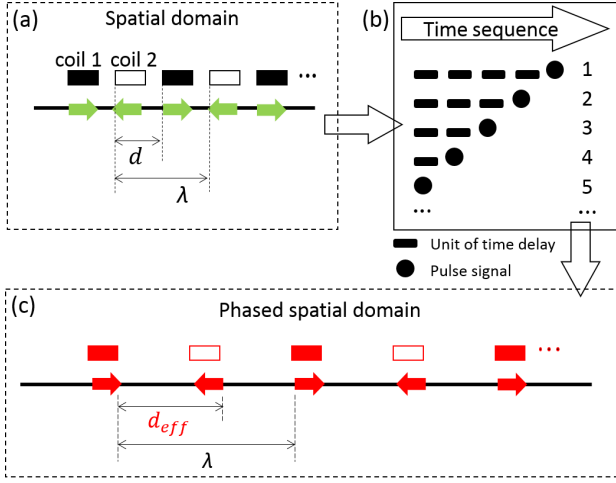 (a)
Spatial domain
coil 1 coil 2
...
d
λ
(b)
Time sequence
1
2
3
4
5
... ...
Unit of time delay
Pulse signal
(c)
Phased spatial domain
...
d_eff
λ